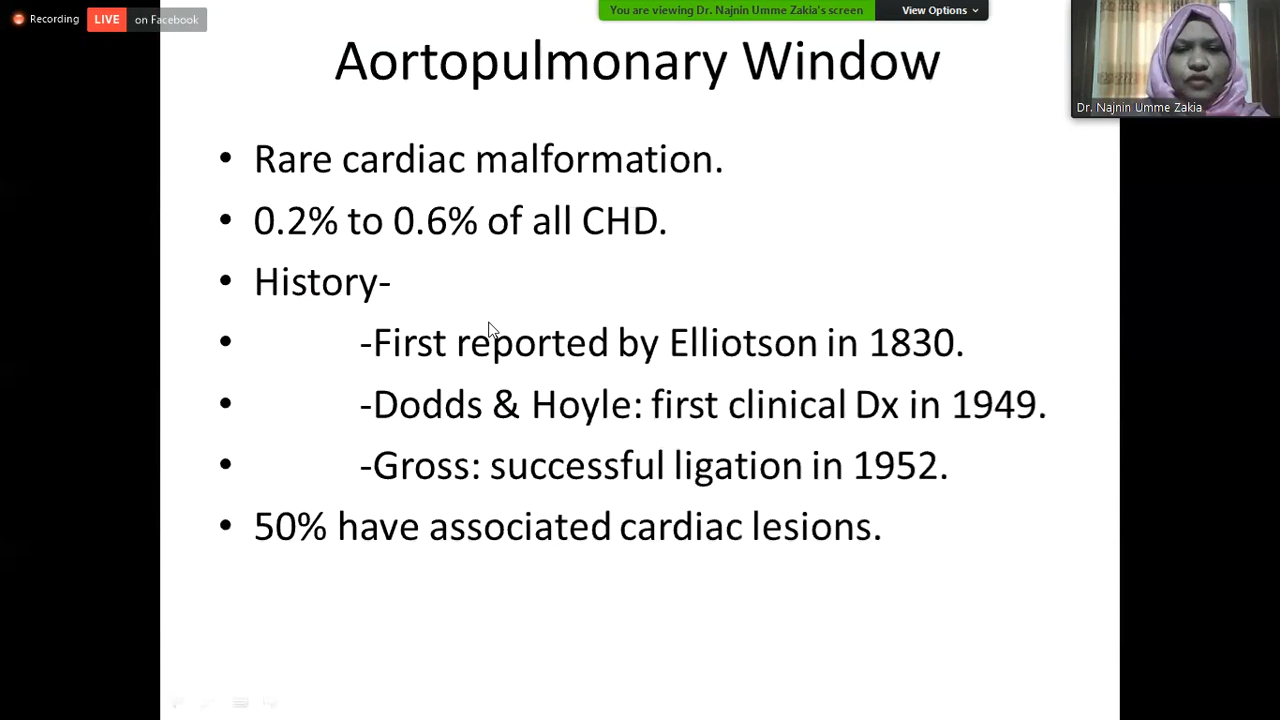 Recording LIVE on Facebook
You are viewing Dr. Najnin Umme Zakia's screen View Options
Aortopulmonary Window
Dr. Najnin Umme Zakia
• Rare cardiac malformation.
• 0.2% to 0.6% of all CHD.
• History-
• -First reported by Elliotson in 1830.
• -Dodds & Hoyle: first clinical Dx in 1949.
• -Gross: successful ligation in 1952.
• 50% have associated cardiac lesions.